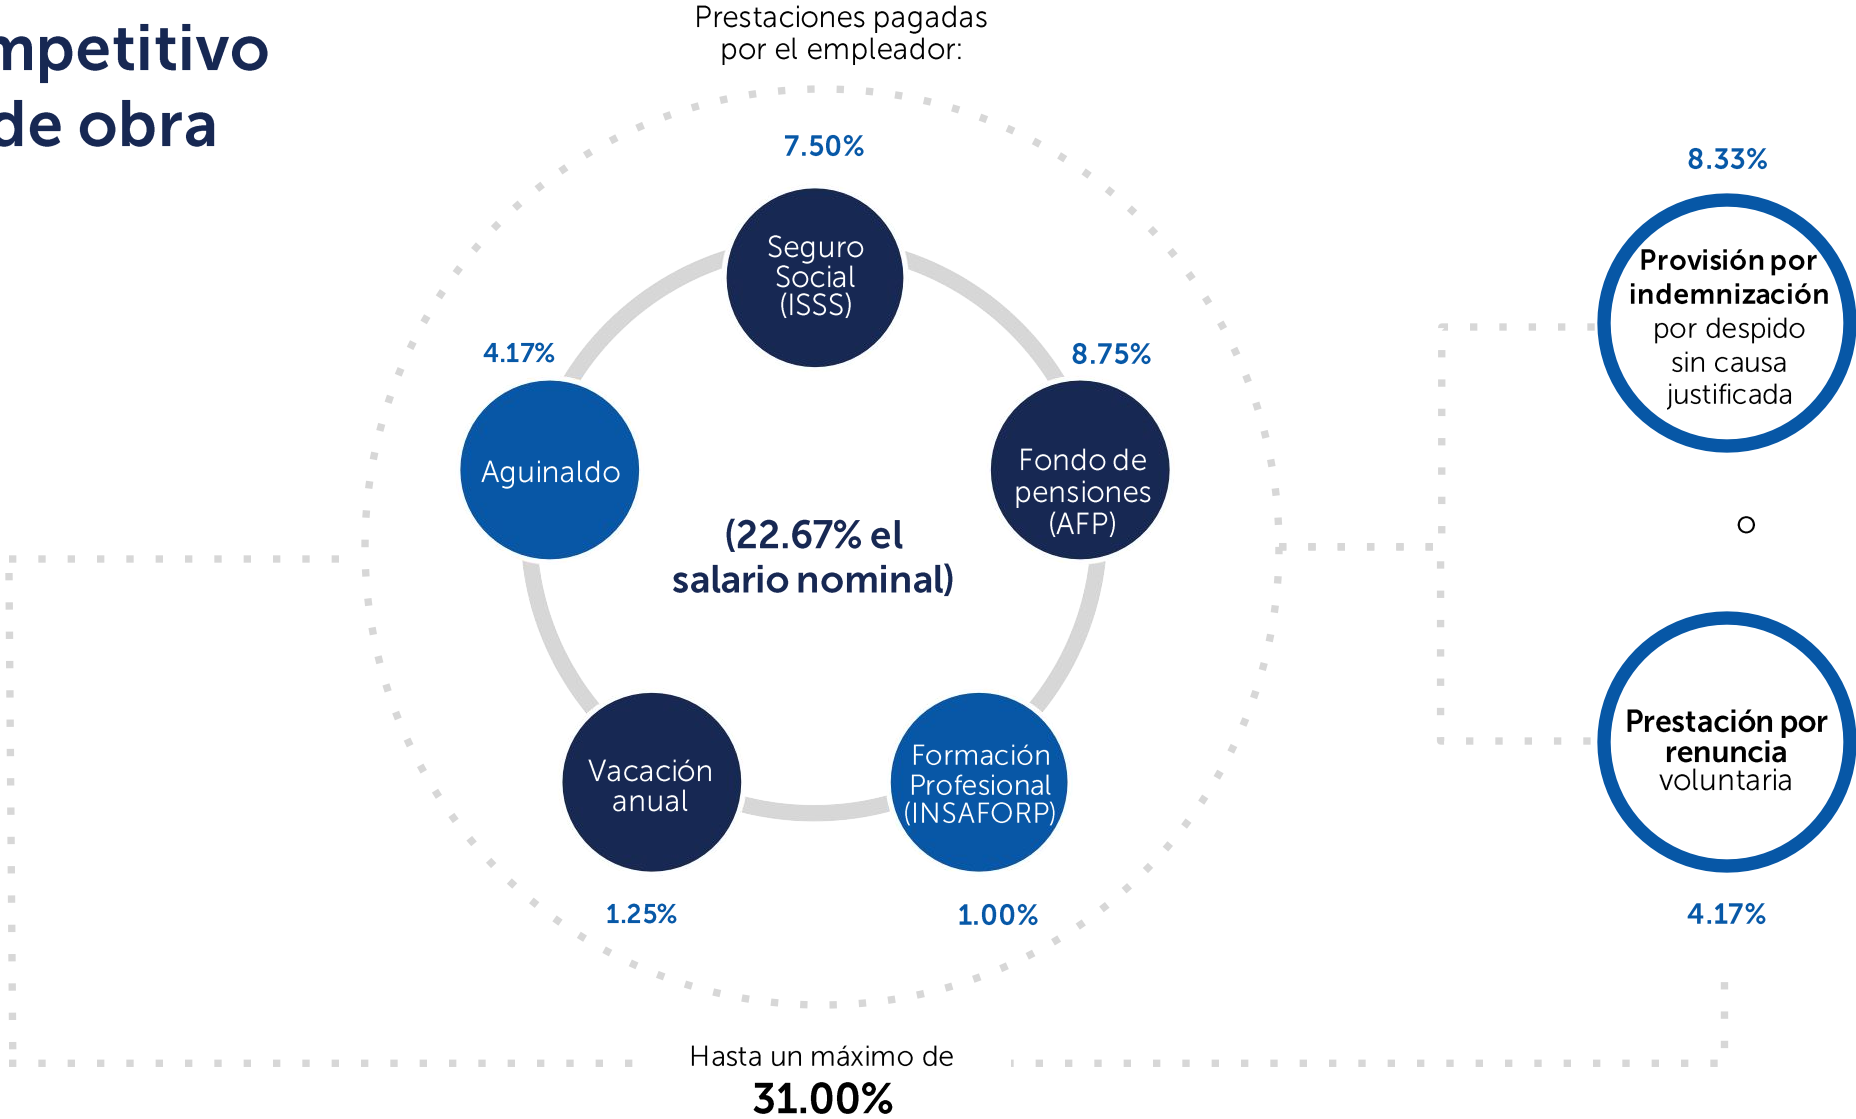 mpetitivo
de obra
Prestaciones pagadas
por el empleador:
7.50%
Seguro
Social
(ISSS)
4.17%
Aguinaldo
8.75%
Fondo de
pensiones
(AFP)
(22.67% el
salario nominal)
Vacación
anual
1.25%
Formación
Profesional
(INSAFORP)
1.00%
8.33%
Provisión por
indemnización
por despido
sin causa
justificada
o
Prestación por
renuncia
voluntaria
4.17%
Hasta un máximo de
31.00%